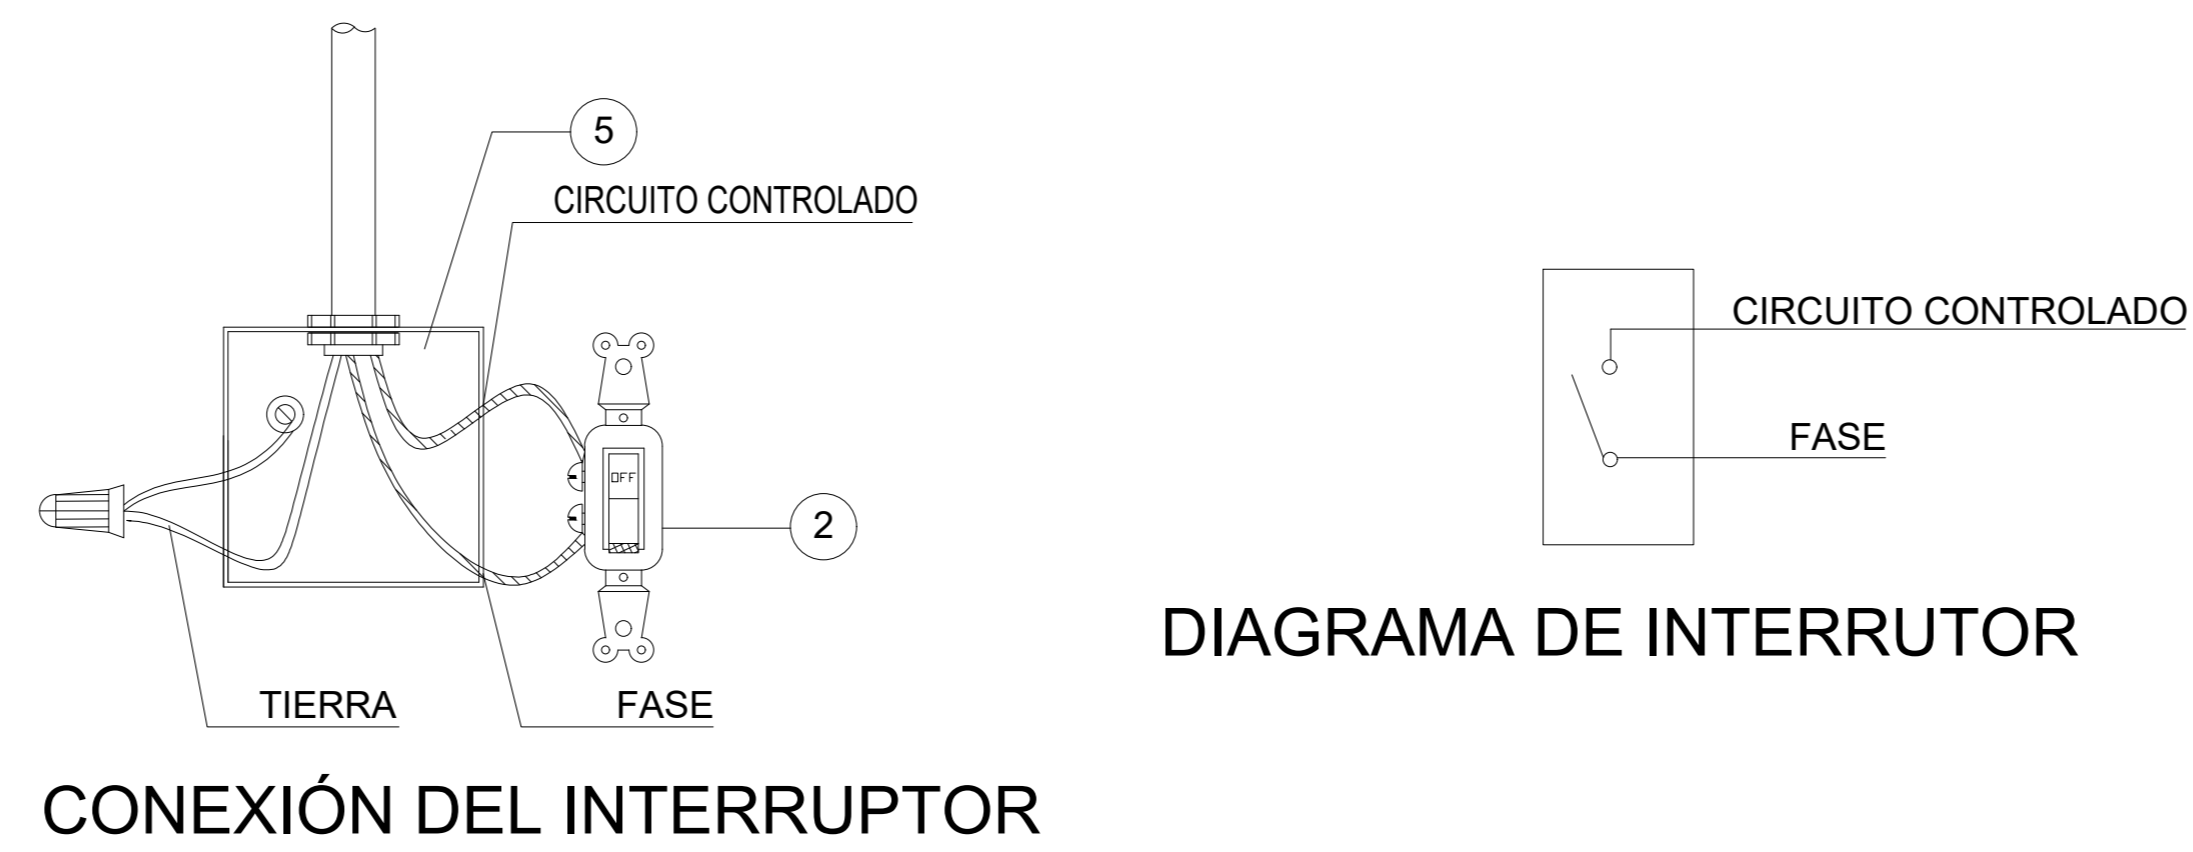 5
CIRCUITO CONTROLADO
OFF
2
TIERRA
FASE
CONEXIÓN DEL INTERRUPTOR
CIRCUITO CONTROLADO
FASE
DIAGRAMA DE INTERRUTOR